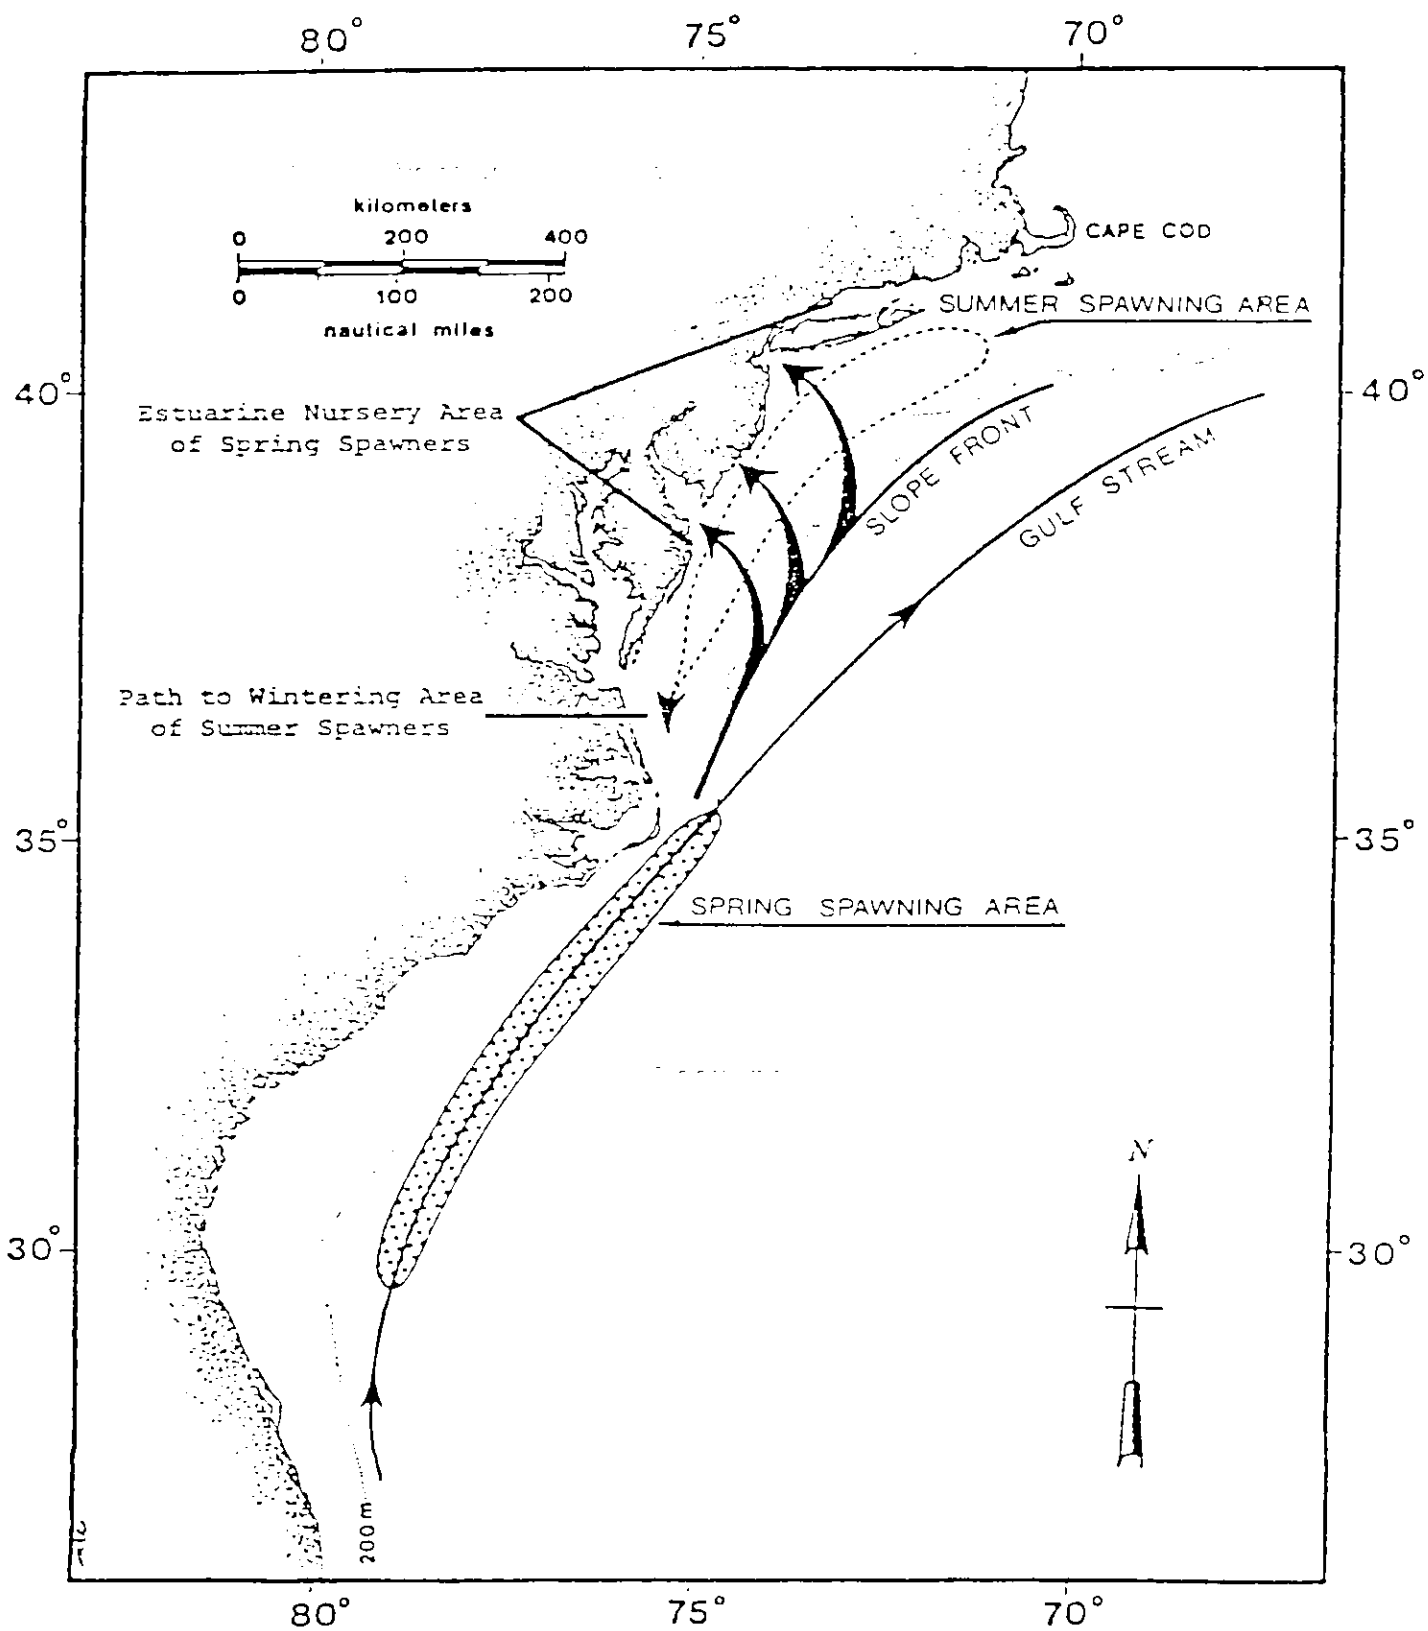 80° 75° 70°
kilometers
0 200 400
0 100 200
nautical miles
CAPE COD
SUMMER SPAWNING AREA
40° 40°
Estuarine Nursery Area
of Spring Spawners
SLOPE FRONT
GULF STREAM
Path to Wintering Area
of Summer Spawners
35° 35°
SPRING SPAWNING AREA
N
30° 30°
200 m
80° 75° 70°